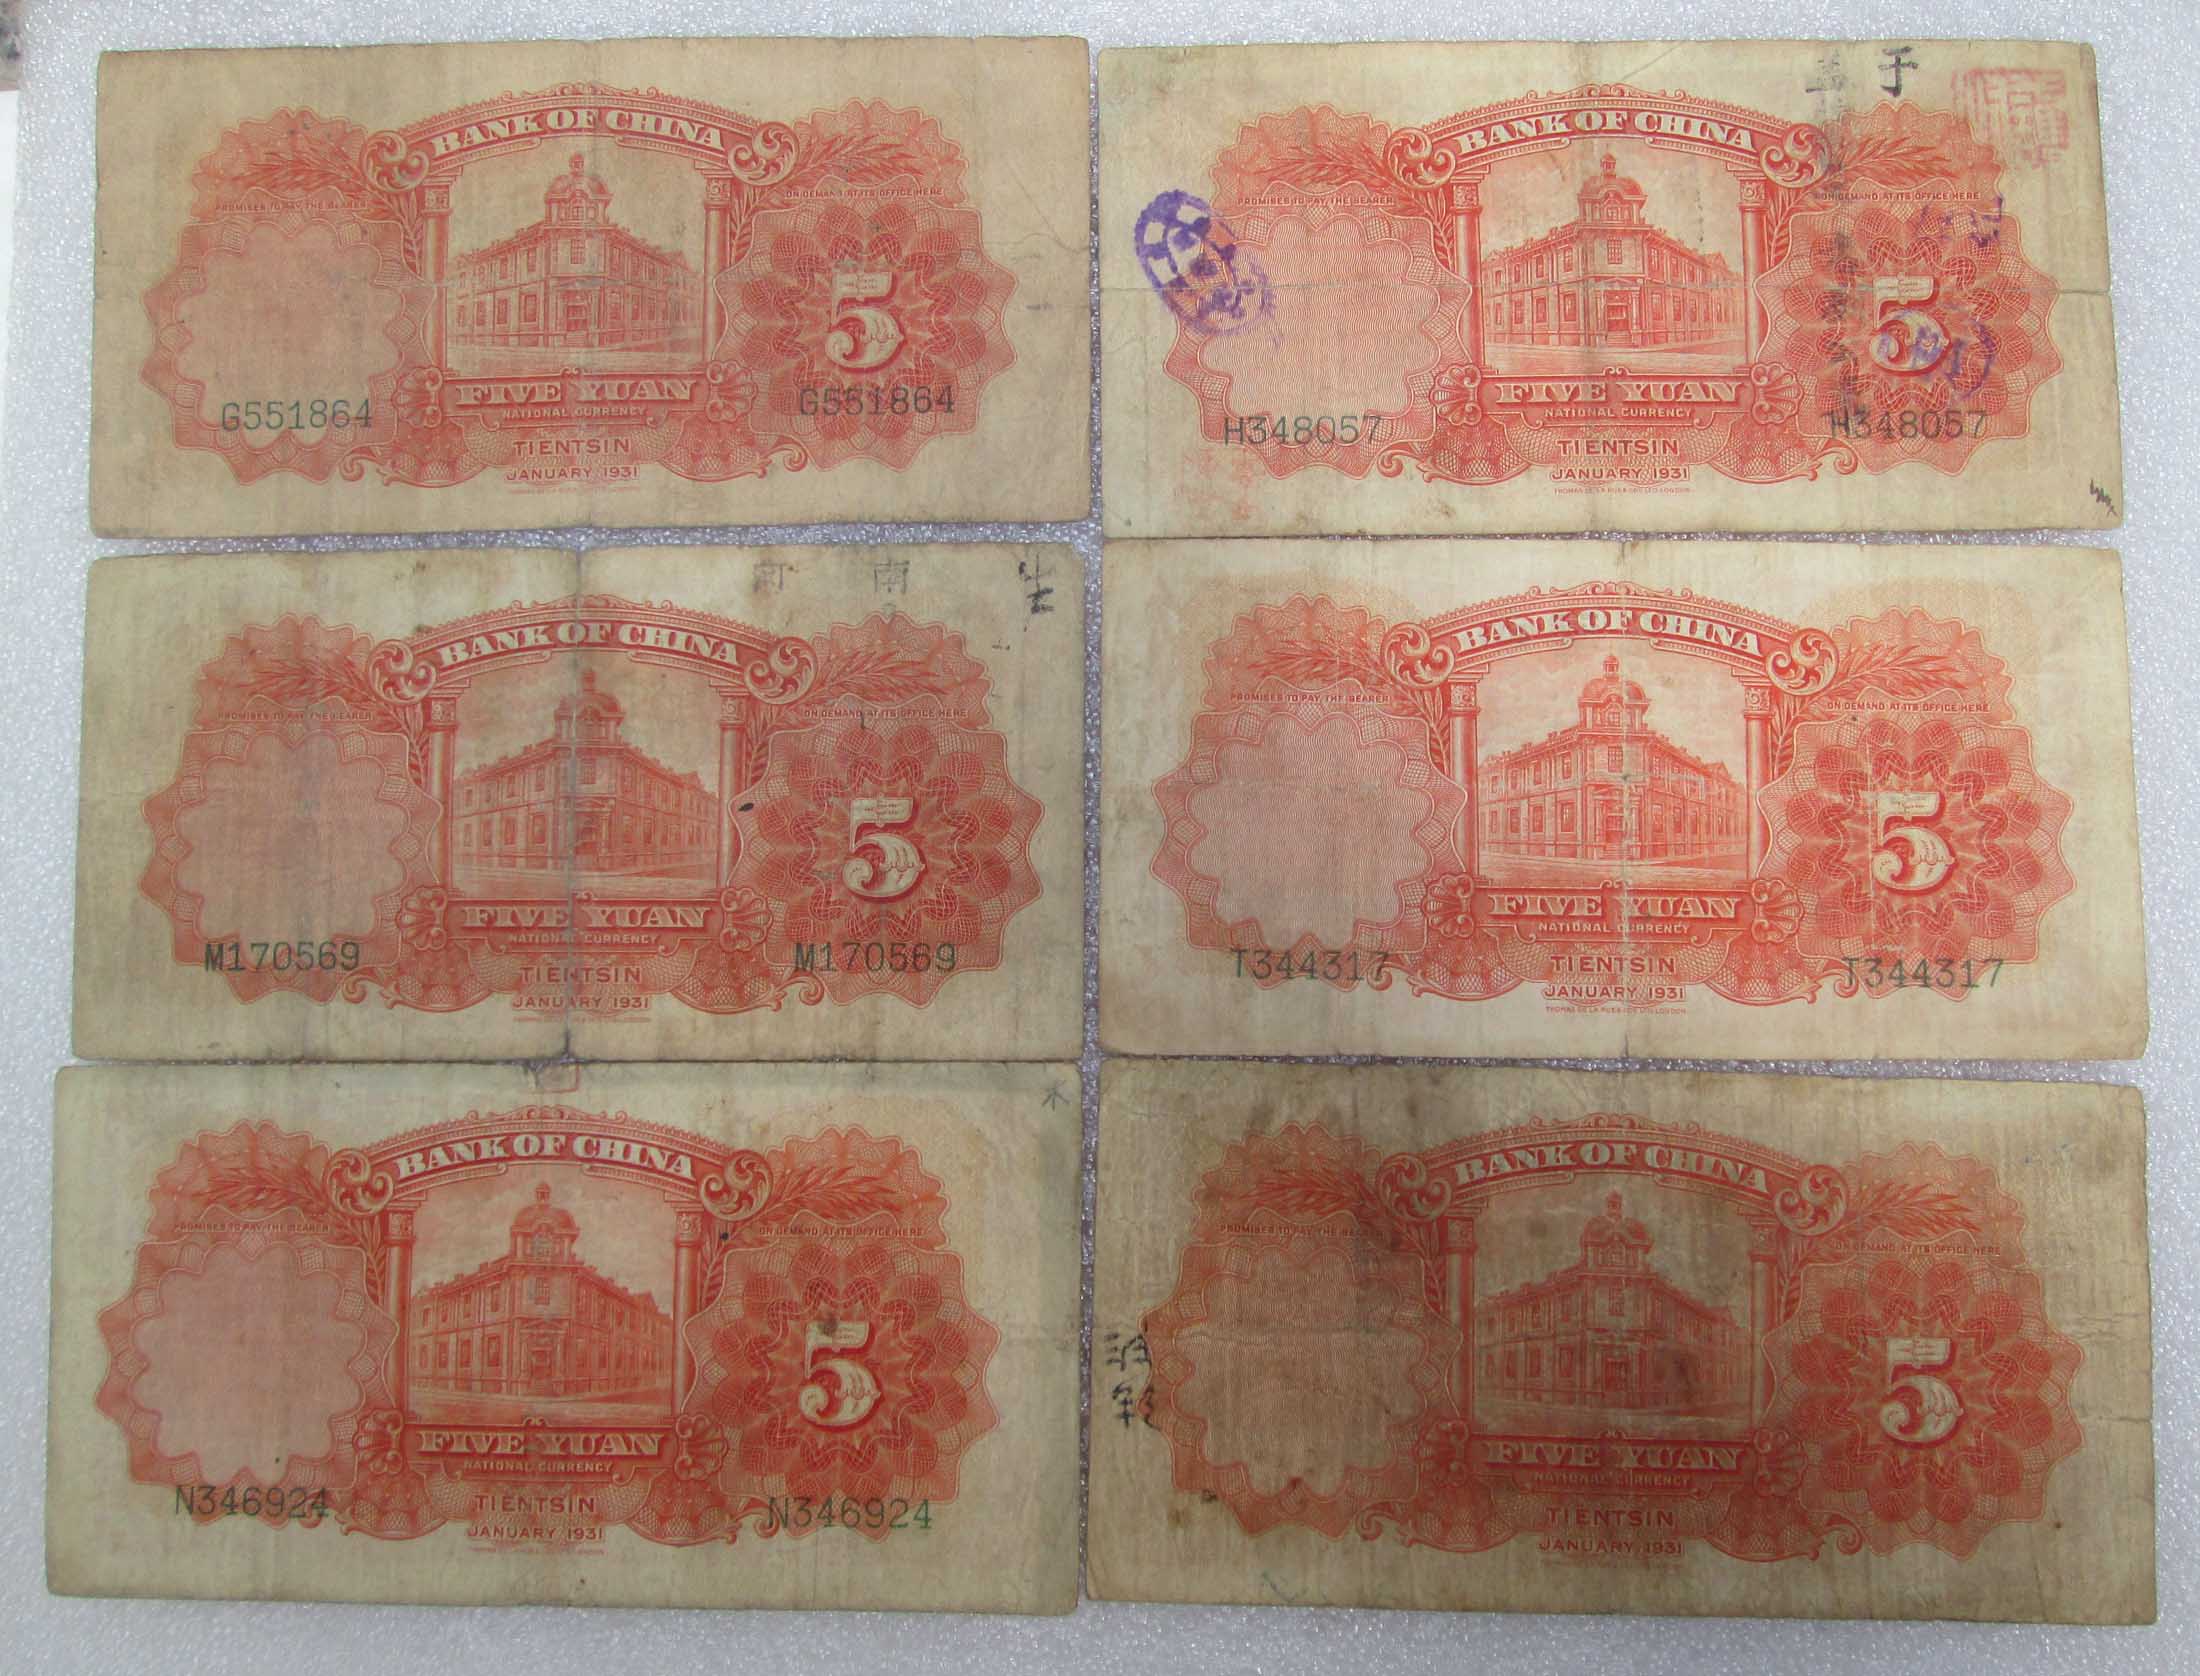 BANK OF CHINA
PROMISES TO PAY THE BEARER
ON DEMAND AT ITS OFFICE HERE
5
G551864
G551864
FIVE YUAN
NATIONAL CURRENCY
TIENTSIN
JANUARY 1931
于
BANK OF CHINA
PROMISES TO PAY THE BEARER
ON DEMAND AT ITS OFFICE HERE
5
FIVE YUAN
NATIONAL CURRENCY
H348057
H348057
TIENTSIN
JANUARY 1931
THOMAS DE LA RUE & COY. LTD. LONDON
南
BANK OF CHINA
PROMISES TO PAY THE BEARER
ON DEMAND AT ITS OFFICE HERE
5
FIVE YUAN
NATIONAL CURRENCY
M170569
M170569
TIENTSIN
JANUARY 1931
BANK OF CHINA
PROMISES TO PAY THE BEARER
ON DEMAND AT ITS OFFICE HERE
5
FIVE YUAN
NATIONAL CURRENCY
T344317
T344317
TIENTSIN
JANUARY 1931
THOMAS DE LA RUE & COY. LTD. LONDON
木
BANK OF CHINA
PROMISES TO PAY THE BEARER
ON DEMAND AT ITS OFFICE HERE
5
FIVE YUAN
NATIONAL CURRENCY
N346924
N346924
TIENTSIN
JANUARY 1931
BANK OF CHINA
PROMISES TO PAY THE BEARER
ON DEMAND AT ITS OFFICE HERE
5
FIVE YUAN
NATIONAL CURRENCY
TIENTSIN
JANUARY 1931